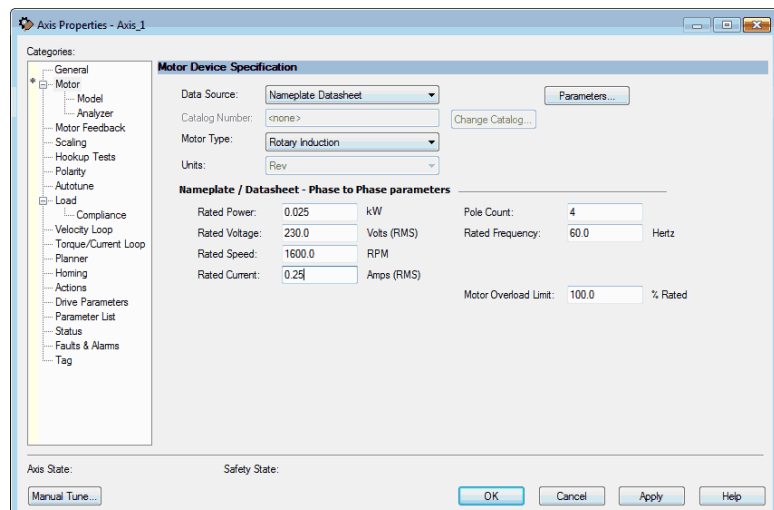 Axis Properties - Axis_1
Categories:
General
* Motor
Model
Analyzer
Motor Feedback
Scaling
Hookup Tests
Polarity
Autotune
Load
Compliance
Velocity Loop
Torque/Current Loop
Planner
Homing
Actions
Drive Parameters
Parameter List
Status
Faults & Alarms
Tag
Motor Device Specification
Data Source: Nameplate Datasheet Parameters...
Catalog Number: <none> Change Catalog...
Motor Type: Rotary Induction
Units: Rev
Nameplate / Datasheet - Phase to Phase parameters
Rated Power: 0.025 kW Pole Count: 4
Rated Voltage: 230.0 Volts (RMS) Rated Frequency: 60.0 Hertz
Rated Speed: 1600.0 RPM
Rated Current: 0.25 Amps (RMS)
Motor Overload Limit: 100.0 % Rated
Axis State: Safety State:
Manual Tune... OK Cancel Apply Help